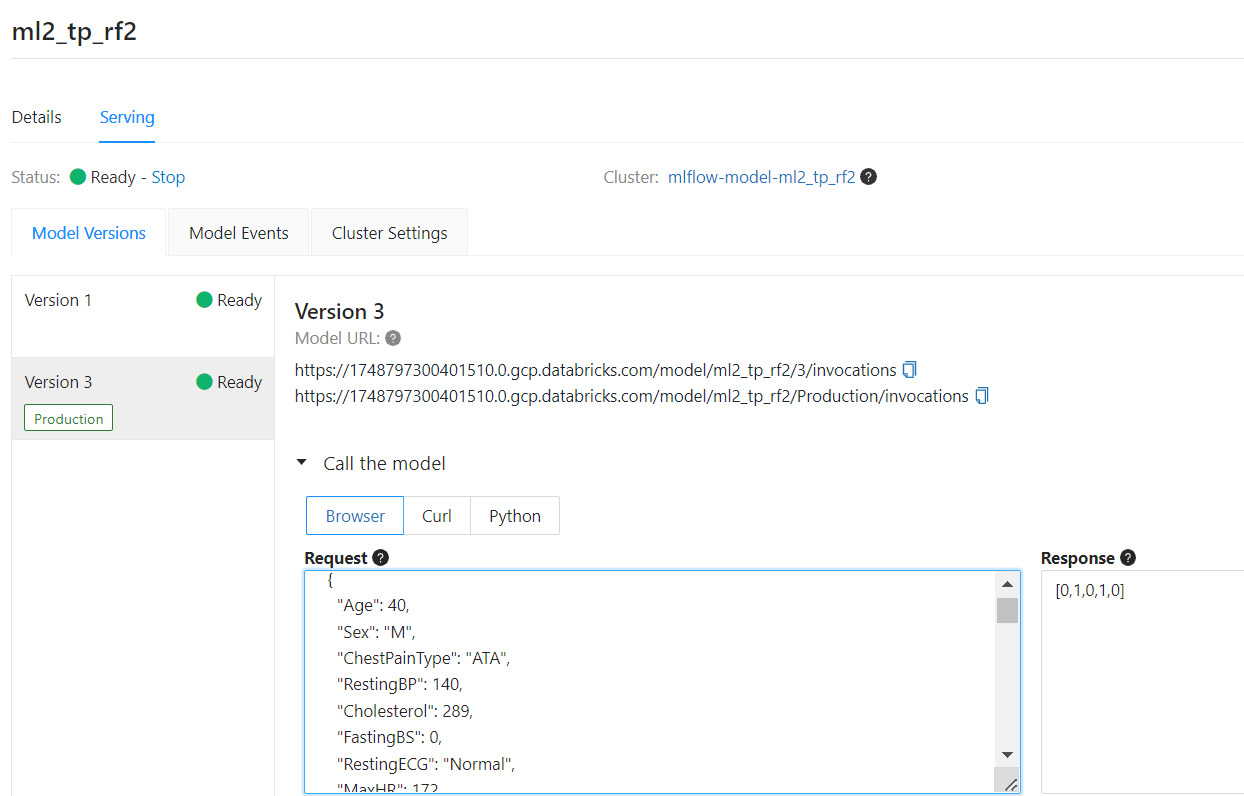 ml2_tp_rf2
Details Serving
Status: Ready - Stop Cluster: mlflow-model-ml2_tp_rf2 ?
Model Versions Model Events Cluster Settings
Version 1 Ready
Version 3 Ready
Production
Version 3
Model URL: ?
https://1748797300401510.0.gcp.databricks.com/model/ml2_tp_rf2/3/invocations
https://1748797300401510.0.gcp.databricks.com/model/ml2_tp_rf2/Production/invocations
Call the model
Browser Curl Python
Request ? Response ?
{
"Age": 40,
"Sex": "M",
"ChestPainType": "ATA",
"RestingBP": 140,
"Cholesterol": 289,
"FastingBS": 0,
"RestingECG": "Normal",
"MaxHR": 172
[0,1,0,1,0]